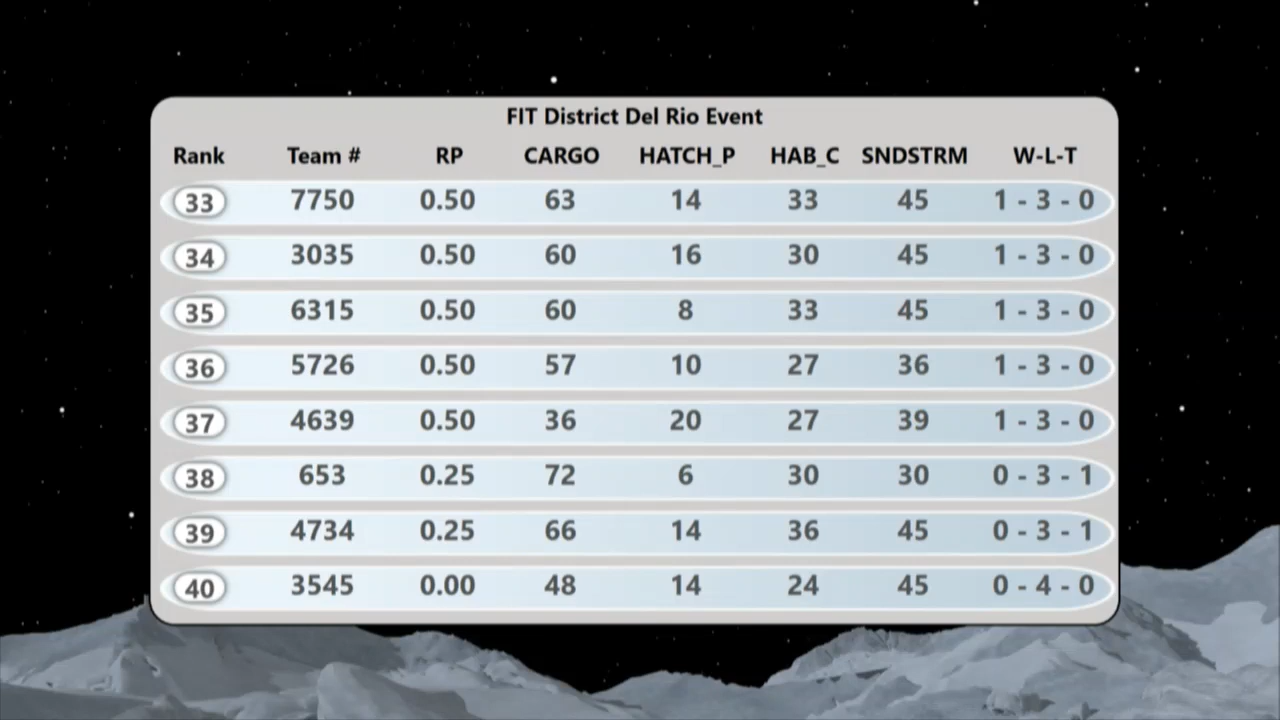 FIT District Del Rio Event
Rank Team # RP CARGO HATCH_P HAB_C SNDSTRM W-L-T
33 7750 0.50 63 14 33 45 1 - 3 - 0
34 3035 0.50 60 16 30 45 1 - 3 - 0
35 6315 0.50 60 8 33 45 1 - 3 - 0
36 5726 0.50 57 10 27 36 1 - 3 - 0
37 4639 0.50 36 20 27 39 1 - 3 - 0
38 653 0.25 72 6 30 30 0 - 3 - 1
39 4734 0.25 66 14 36 45 0 - 3 - 1
40 3545 0.00 48 14 24 45 0 - 4 - 0